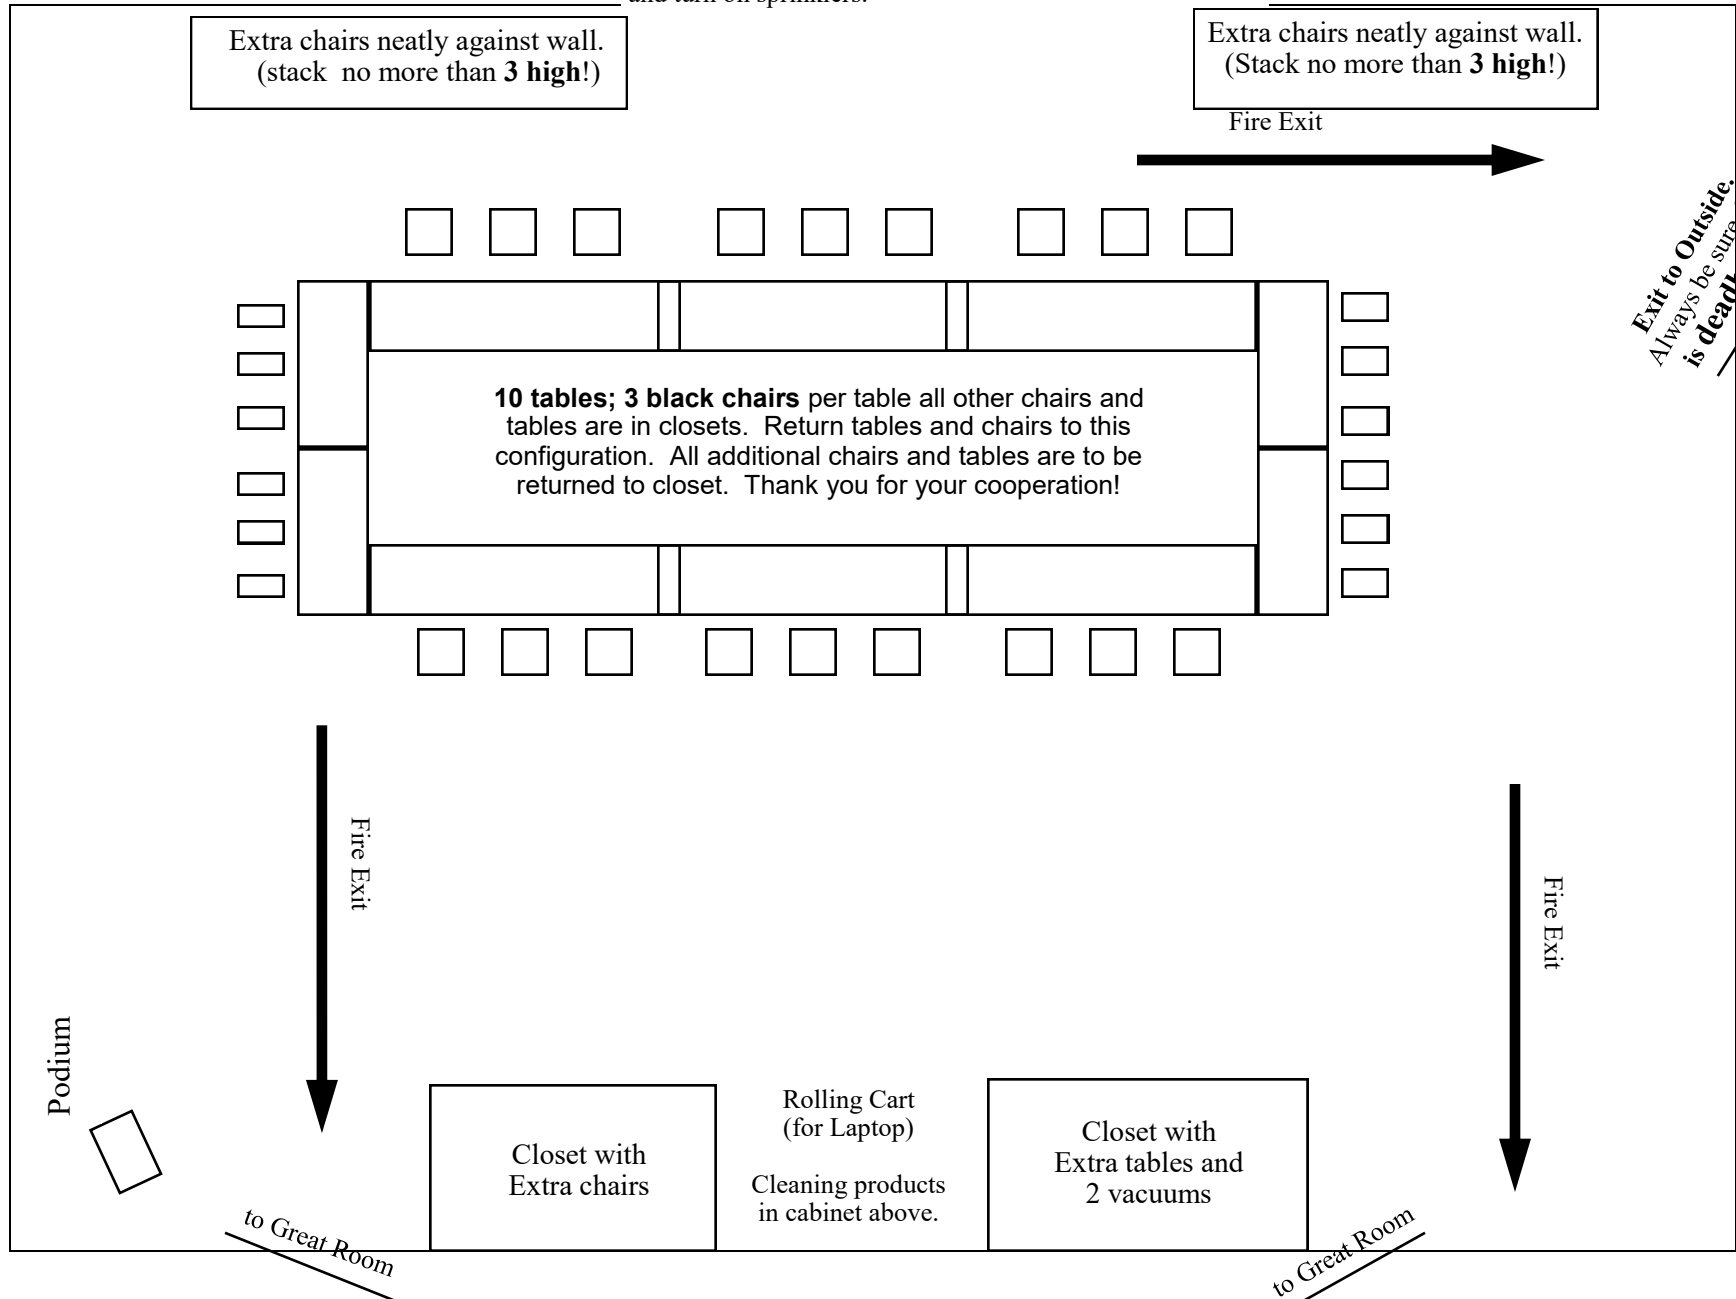 and turn on sprinklers.
Extra chairs neatly against wall.
(stack no more than 3 high!)
Extra chairs neatly against wall.
(Stack no more than 3 high!)
Fire Exit
Exit to Outside.
Always be sure
is
10 tables; 3 black chairs per table all other chairs and
tables are in closets. Return tables and chairs to this
configuration. All additional chairs and tables are to be
returned to closet. Thank you for your cooperation!
Fire Exit
Fire Exit
Podium
Closet with
Extra chairs
Rolling Cart
(for Laptop)
Cleaning products
in cabinet above.
Closet with
Extra tables and
2 vacuums
to Great Room
to Great Room